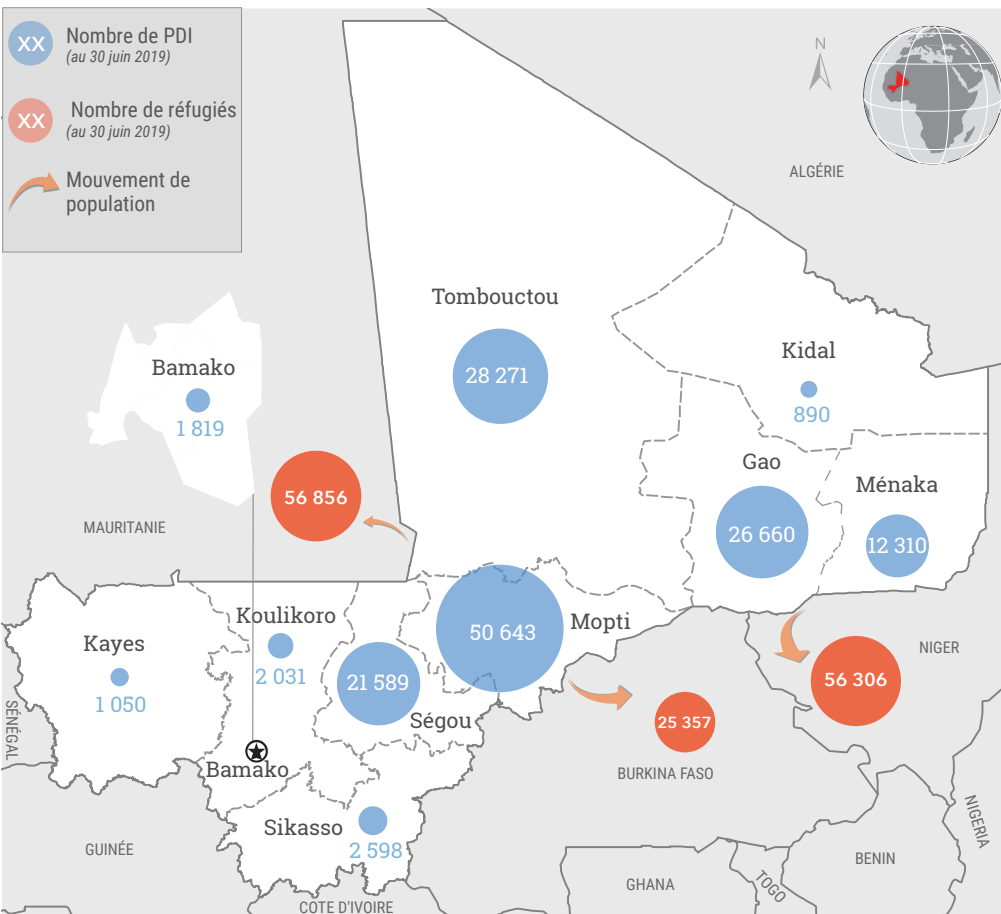 XX
Nombre de PDI
(au 30 juin 2019)
XX
Nombre de réfugiés
(au 30 juin 2019)
Mouvement de
population
N
ALGÉRIE
Tombouctou
28 271
Kidal
890
Bamako
1 819
Gao
26 660
Ménaka
12 310
56 856
MAURITANIE
Koulikoro
2 031
Kayes
1 050
21 589
Ségou
50 643
Mopti
NIGER
56 306
25 357
BURKINA FASO
SÉNÉGAL
Bamako
Sikasso
2 598
GUINÉE
COTE D'IVOIRE
GHANA
TOGO
BENIN
NIGERIA